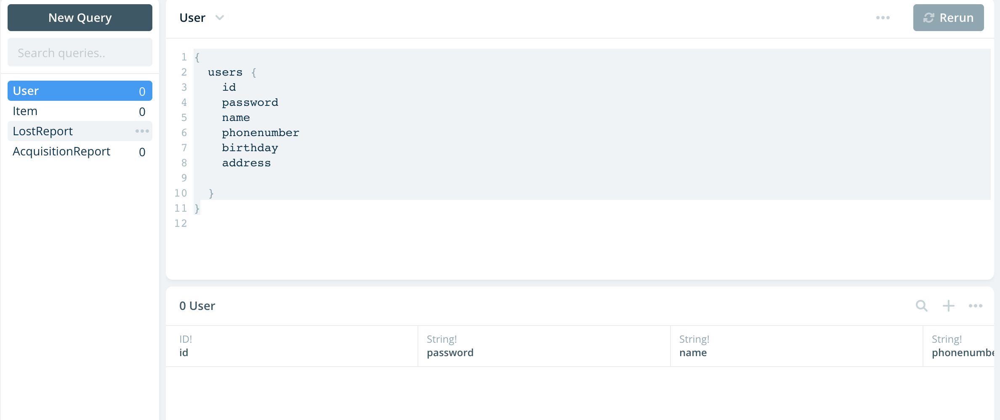 New Query
Search queries..
User 0
Item 0
LostReport
AcquisitionReport 0
User
Rerun
1 {
2 users {
3 id
4 password
5 name
6 phonenumber
7 birthday
8 address
9
10 }
11 }
12
0 User
ID! String! String! String!
id password name phonenumbe